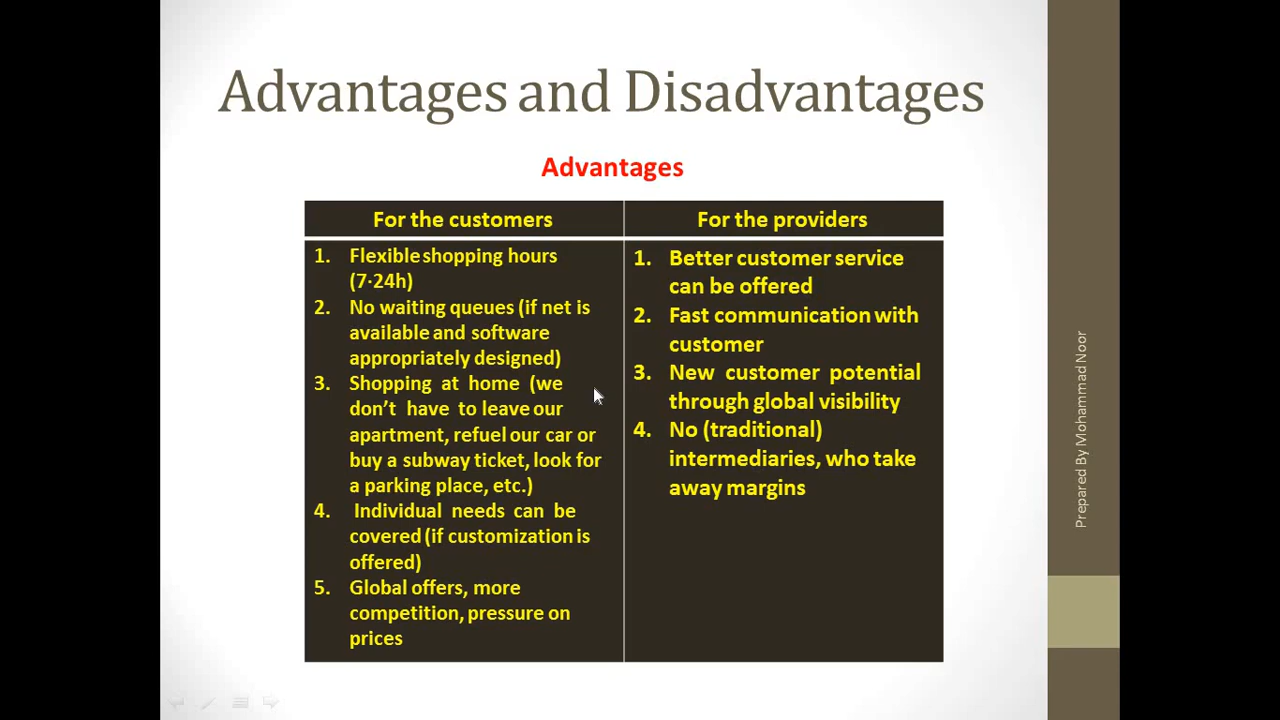 Advantages and Disadvantages
Advantages
For the customers
1. Flexible shopping hours
(7·24h)
2. No waiting queues (if net is
available and software
appropriately designed)
3. Shopping at home (we
don’t have to leave our
apartment, refuel our car or
buy a subway ticket, look for
a parking place, etc.)
4. Individual needs can be
covered (if customization is
offered)
5. Global offers, more
competition, pressure on
prices
For the providers
1. Better customer service
can be offered
2. Fast communication with
customer
3. New customer potential
through global visibility
4. No (traditional)
intermediaries, who take
away margins
Prepared By Mohammad Noor